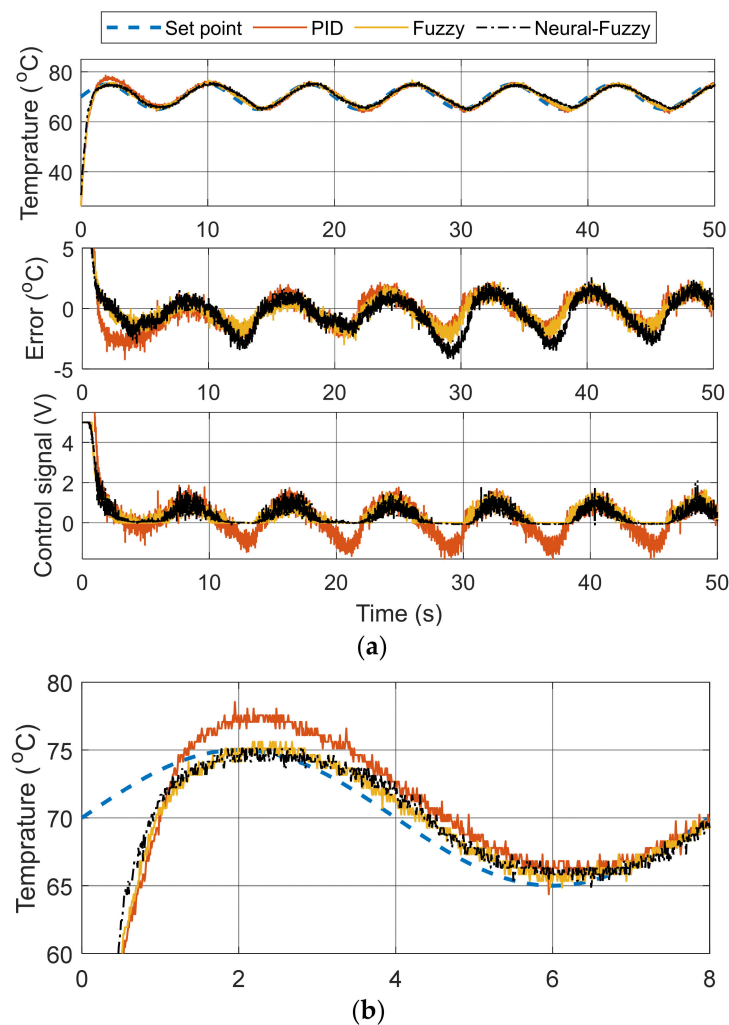 Set point PID Fuzzy Neural-Fuzzy
Temprature (°C)
80
60
40
0 10 20 30 40 50
Error (°C)
5
0
-5
0 10 20 30 40 50
Control signal (V)
4
2
0
0 10 20 30 40 50
Time (s)
(a)
Temprature (°C)
80
75
70
65
60
0 2 4 6 8
(b)